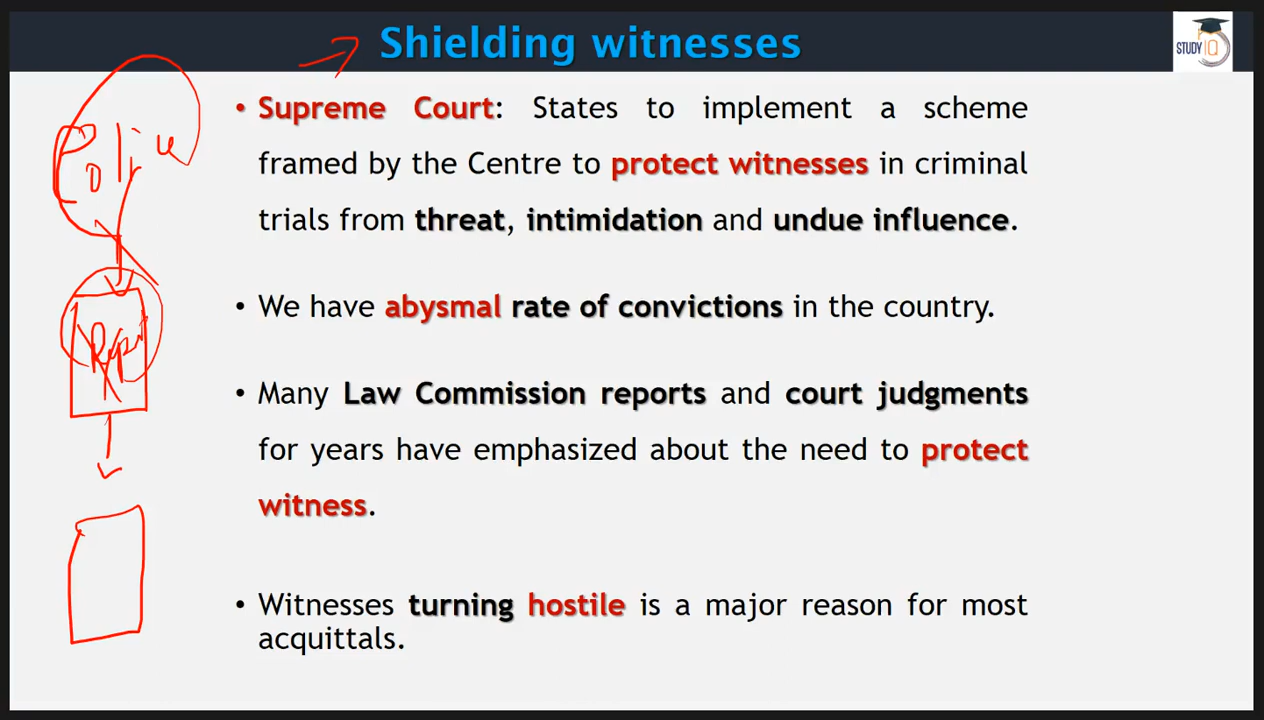 Shielding witnesses
STUDY IQ
Police
• Supreme Court: States to implement a scheme
framed by the Centre to protect witnesses in criminal
trials from threat, intimidation and undue influence.
• We have abysmal rate of convictions in the country.
• Many Law Commission reports and court judgments
for years have emphasized about the need to protect
witness.
• Witnesses turning hostile is a major reason for most
acquittals.